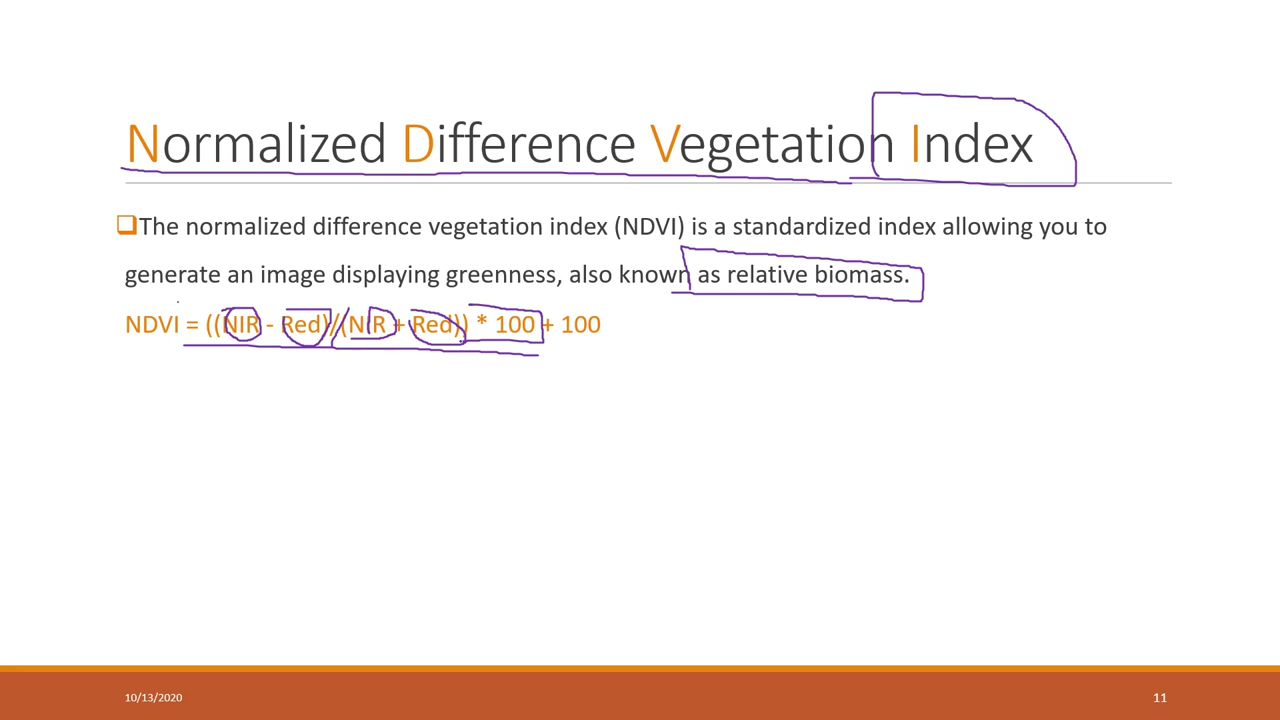 Normalized Difference Vegetation Index
❑The normalized difference vegetation index (NDVI) is a standardized index allowing you to
generate an image displaying greenness, also known as relative biomass.
NDVI = ((NIR - Red)/(NIR + Red)) * 100 + 100
10/13/2020
11